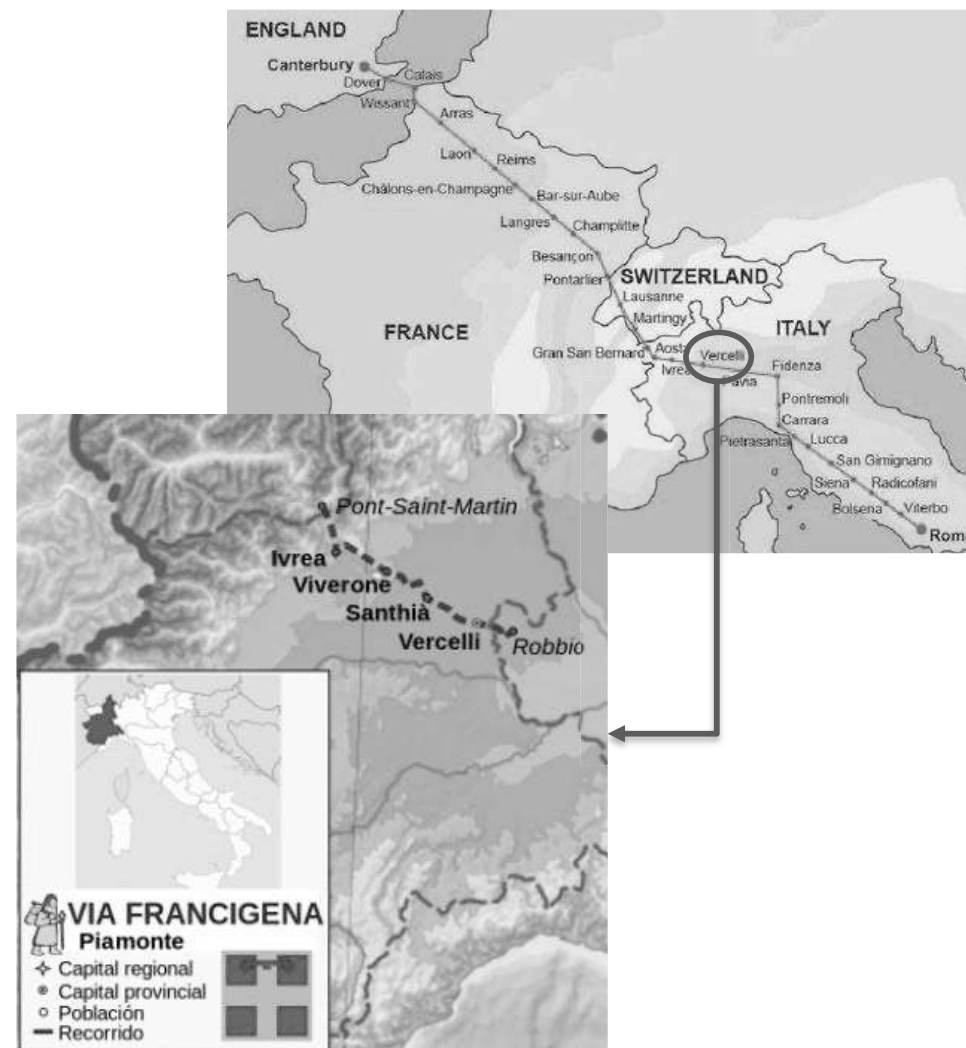 ENGLAND
Canterbury
Dover
Calais
Wissant
Arras
Laon
Reims
Châlons-en-Champagne
Bar-sur-Aube
Langres
Champlitte
Besançon
Pontarlier
SWITZERLAND
Lausanne
Martingy
FRANCE
ITALY
Gran San Bernard
Aosta
Vercelli
Ivrea
Pavia
Fidenza
Pontremoli
Carrara
Pietrasanta
Lucca
San Gimignano
Siena
Radicofani
Bolsena
Viterbo
Rom
Pont-Saint-Martin
Ivrea
Viverone
Santhià
Vercelli
Robbio
VIA FRANCIGENA
Piamonte
Capital regional
Capital provincial
Población
Recorrido